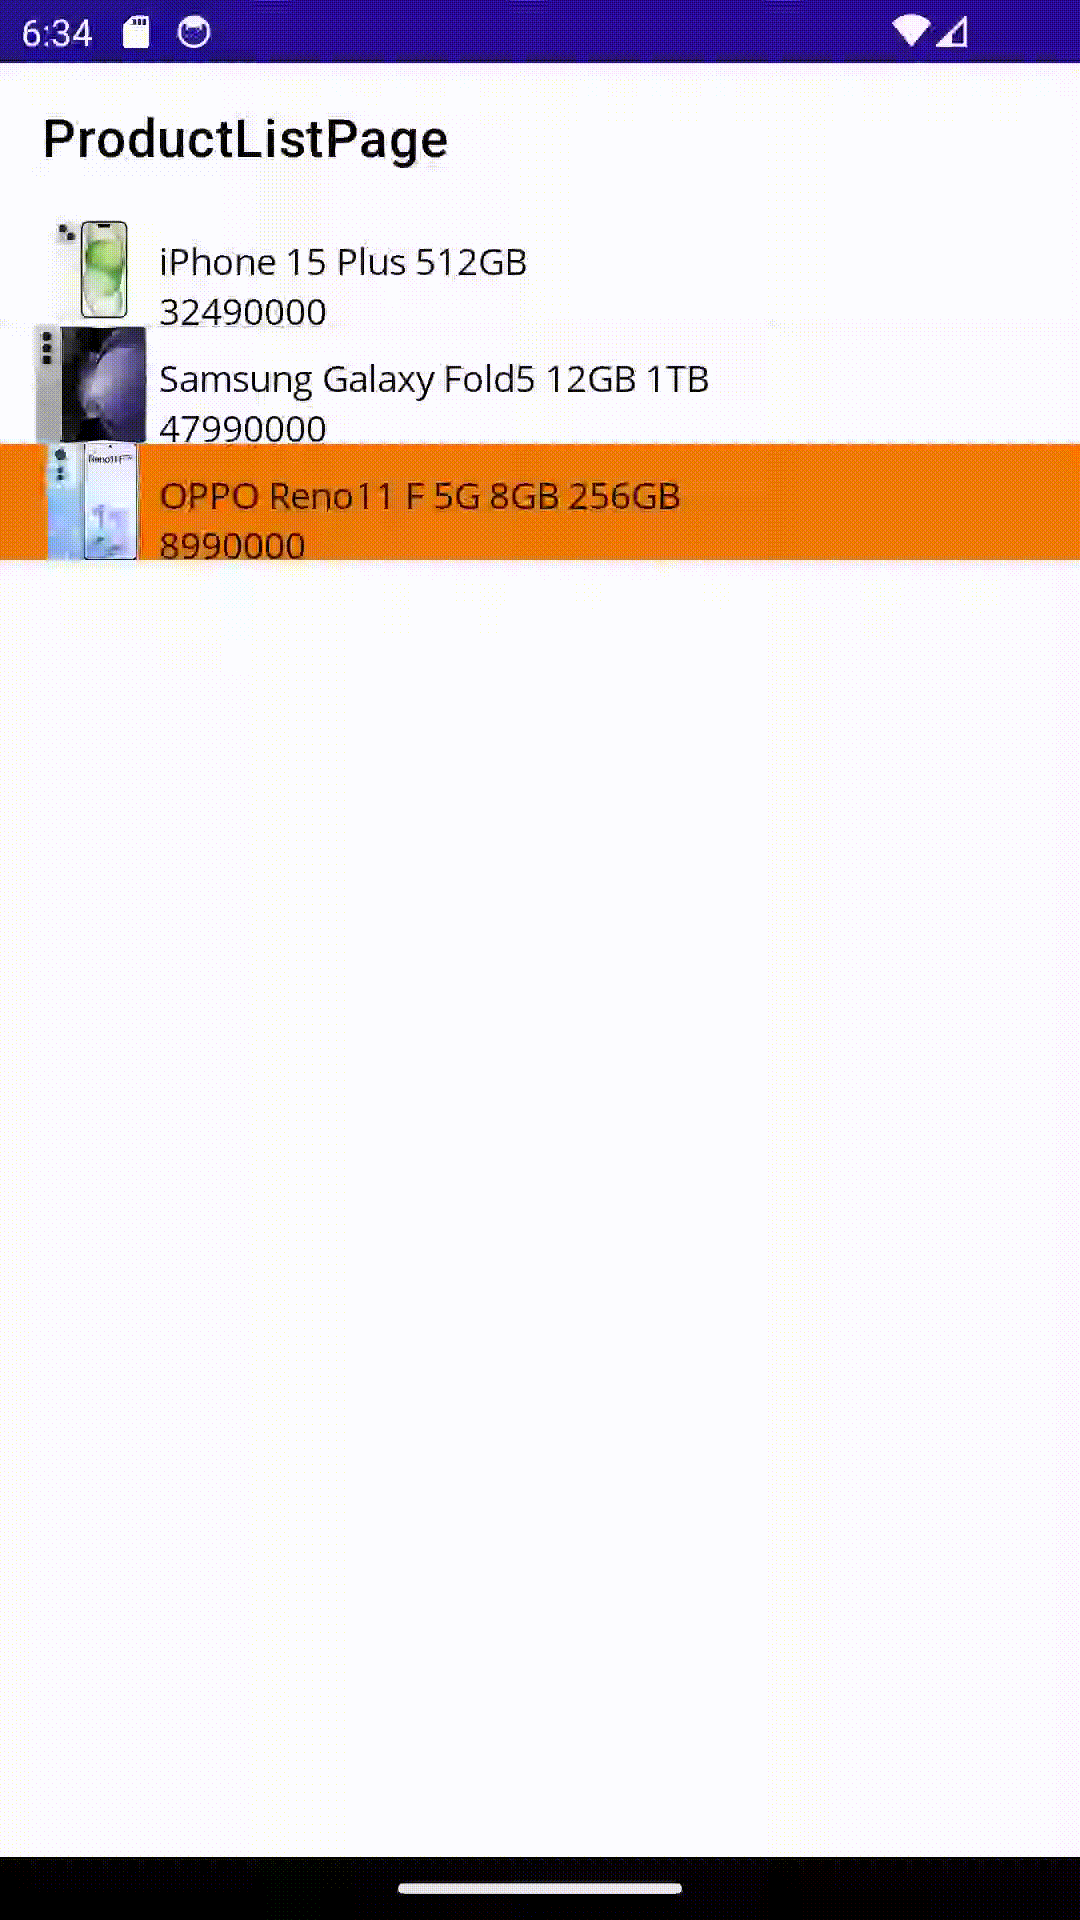 6:34
ProductListPage
iPhone 15 Plus 512GB
32490000
Samsung Galaxy Fold5 12GB 1TB
47990000
Reno11 F
OPPO Reno11 F 5G 8GB 256GB
8990000